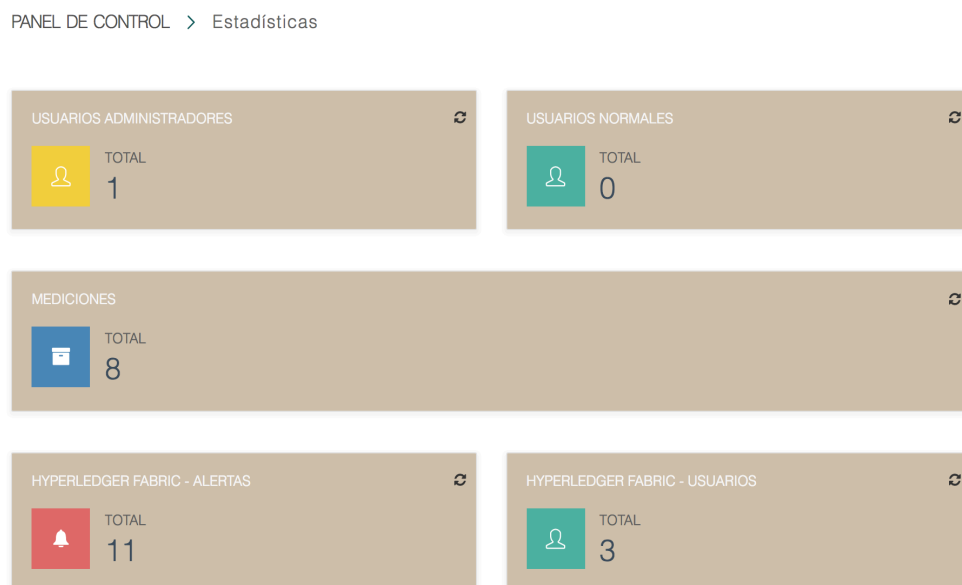 PANEL DE CONTROL > Estadísticas
USUARIOS ADMINISTRADORES
TOTAL
1
USUARIOS NORMALES
TOTAL
0
MEDICIONES
TOTAL
8
HYPERLEDGER FABRIC - ALERTAS
TOTAL
11
HYPERLEDGER FABRIC - USUARIOS
TOTAL
3